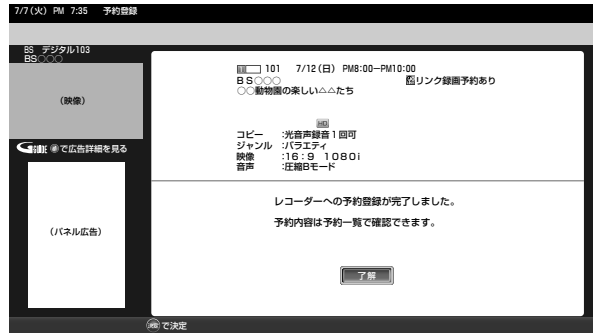 7/7(火) PM 7:35 予約登録
BS デジタル103
BS○○○
(映像)
で広告詳細を見る
(パネル広告)
101 7/12(日) PM8:00−PM10:00
BS○○○ リンク録画予約あり
○○動物園の楽しい△△たち
HD
コピー :光音声録音1回可
ジャンル :バラエティ
映像 :16:9 1080i
音声 :圧縮Bモード
レコーダーへの予約登録が完了しました。
予約内容は予約一覧で確認できます。
了解
で決定